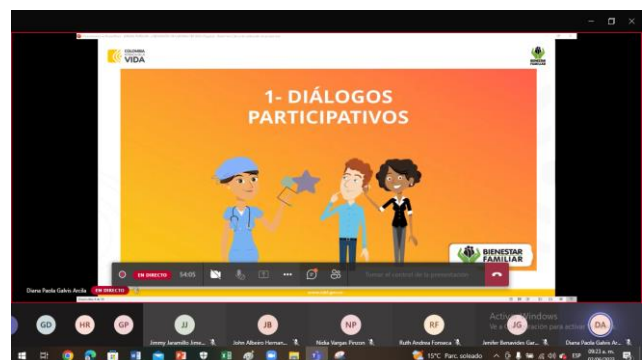 COLOMBIA
VIDA
BIENESTAR
FAMILIAR
1- DIÁLOGOS
PARTICIPATIVOS
BIENESTAR
FAMILIAR
EN DIRECTO
54:05
Tomar el control de la presentación
Diana Paola Galvis Arcila
EN DIRECTO
GD
HR
GP
JJ
JB
NP
RF
JG
DA
Activar Windows
Jimmy Jaramillo Jime...
John Albeiro Hernan...
Nidia Vargas Pinzon
Ruth Andrea Fonseca
Jenifer Benavides Gar...
Diana Paola Galvis Ar...
15°C Parc. soleado
ESP
09:23 a. m.